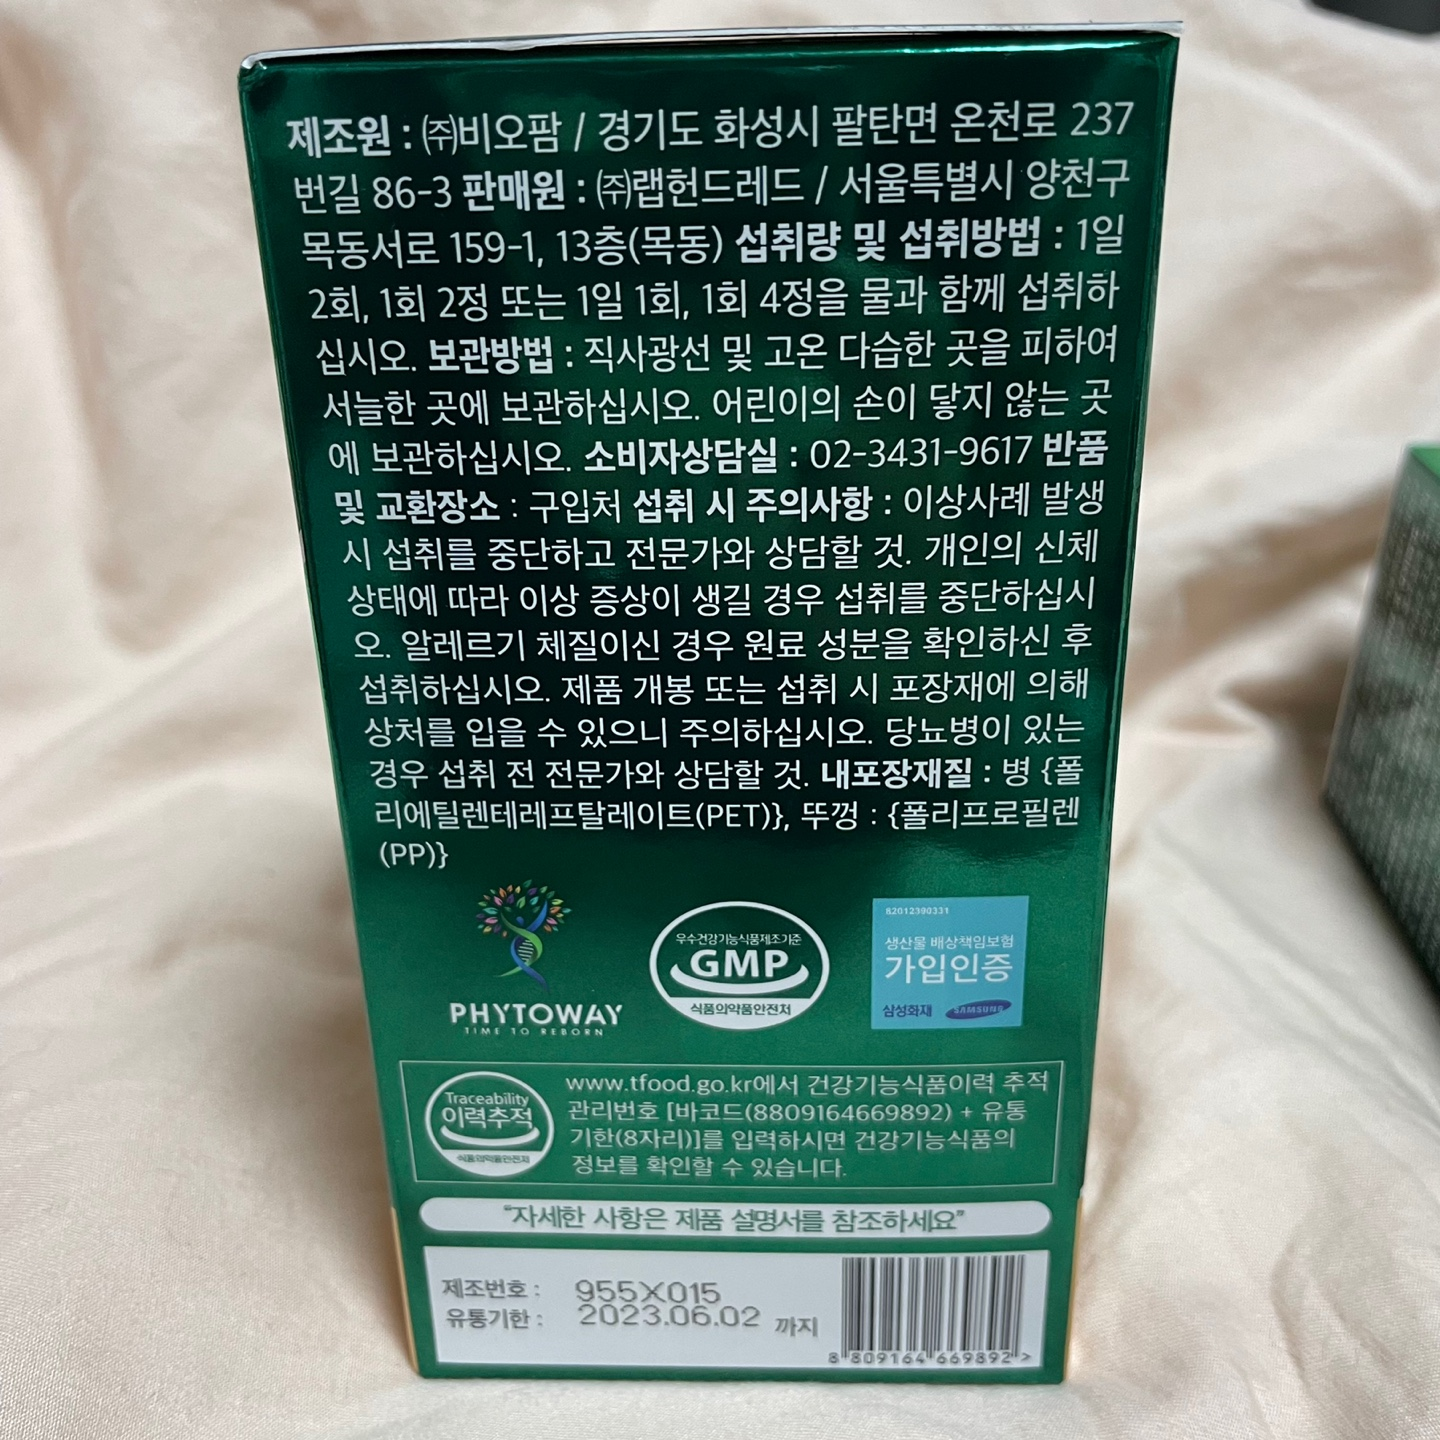 제조원 : ㈜비오팜 / 경기도 화성시 팔탄면 온천로 237
번길 86-3 판매원 : ㈜랩헌드레드 / 서울특별시 양천구
목동서로 159-1, 13층(목동) 섭취량 및 섭취방법 : 1일
2회, 1회 2정 또는 1일 1회, 1회 4정을 물과 함께 섭취하
십시오. 보관방법 : 직사광선 및 고온 다습한 곳을 피하여
서늘한 곳에 보관하십시오. 어린이의 손이 닿지 않는 곳
에 보관하십시오. 소비자상담실 : 02-3431-9617 반품
및 교환장소 : 구입처 섭취 시 주의사항 : 이상사례 발생
시 섭취를 중단하고 전문가와 상담할 것. 개인의 신체
상태에 따라 이상 증상이 생길 경우 섭취를 중단하십시
오. 알레르기 체질이신 경우 원료 성분을 확인하신 후
섭취하십시오. 제품 개봉 또는 섭취 시 포장재에 의해
상처를 입을 수 있으니 주의하십시오. 당뇨병이 있는
경우 섭취 전 전문가와 상담할 것. 내포장재질 : 병 {폴
리에틸렌테레프탈레이트(PET)}, 뚜껑 : {폴리프로필렌
(PP)}
PHYTOWAY
TIME TO REBORN
우수건강기능식품제조기준
GMP
식품의약품안전처
82012390331
생산물 배상책임보험
가입인증
삼성화재 SAMSUNG
Traceability
이력추적
식품의약품안전처
www.tfood.go.kr에서 건강기능식품이력 추적
관리번호 [바코드(8809164669892) + 유통
기한(8자리)]를 입력하시면 건강기능식품의
정보를 확인할 수 있습니다.
"자세한 사항은 제품 설명서를 참조하세요"
제조번호 : 955X015
유통기한 : 2023.06.02 까지
8 809164 669892 >